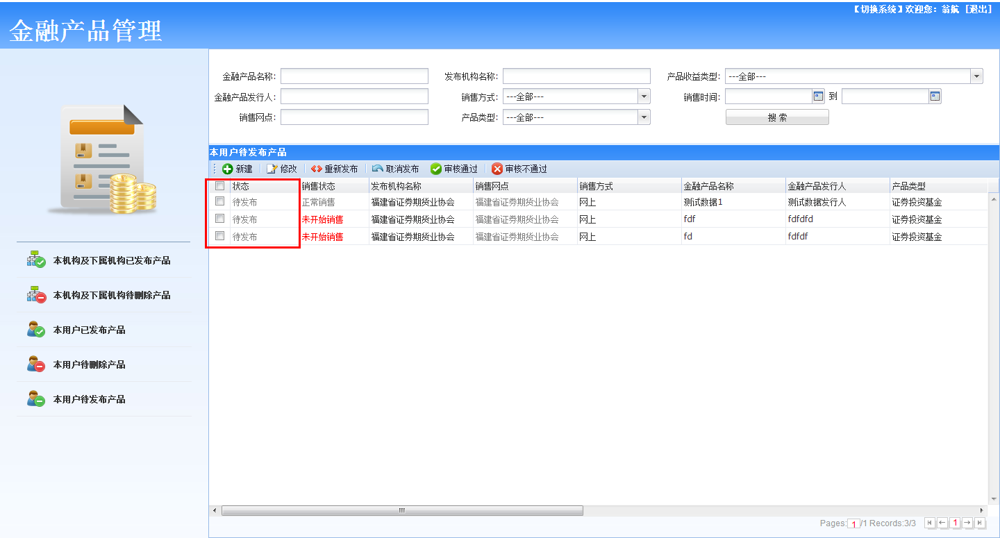 【切换系统】欢迎您: 翁航 [退出]
金融产品管理
金融产品名称: 发布机构名称: 产品收益类型: ---全部---
金融产品发行人: 销售方式: ---全部--- 销售时间: 到
销售网点: 产品类型: ---全部--- 搜 索
本用户待发布产品
新建 修改 重新发布 取消发布 审核通过 审核不通过
状态 销售状态 发布机构名称 销售网点 销售方式 金融产品名称 金融产品发行人 产品类型
待发布 正常销售 福建省证券期货业协会 福建省证券期货业协会 网上 测试数据1 测试数据发行人 证券投资基金
待发布 未开始销售 福建省证券期货业协会 福建省证券期货业协会 网上 fdf fdfdfd 证券投资基金
待发布 未开始销售 福建省证券期货业协会 福建省证券期货业协会 网上 fd fdfdf 证券投资基金
本机构及下属机构已发布产品
本机构及下属机构待删除产品
本用户已发布产品
本用户待删除产品
本用户待发布产品
Pages: 1 /1 Records:3/3 1